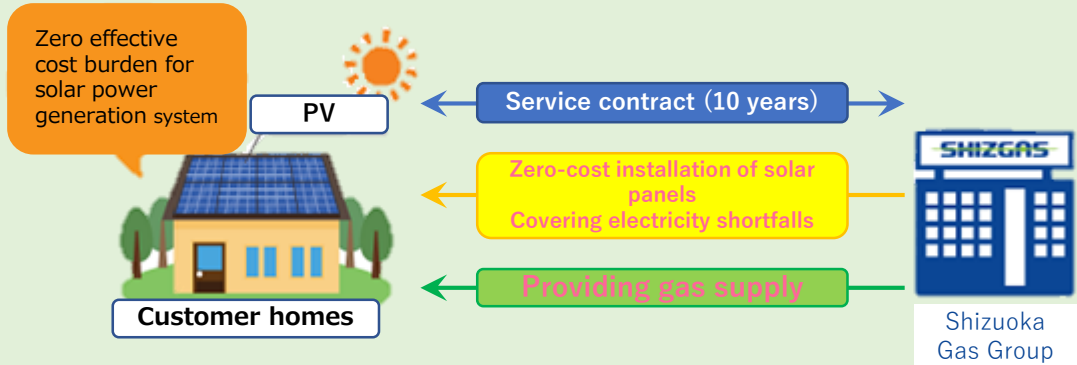 Zero effective
cost burden for
solar power
generation system
PV
Service contract (10 years)
SHIZGAS
Zero-cost installation of solar
panels
Covering electricity shortfalls
Providing gas supply
Customer homes
Shizuoka
Gas Group